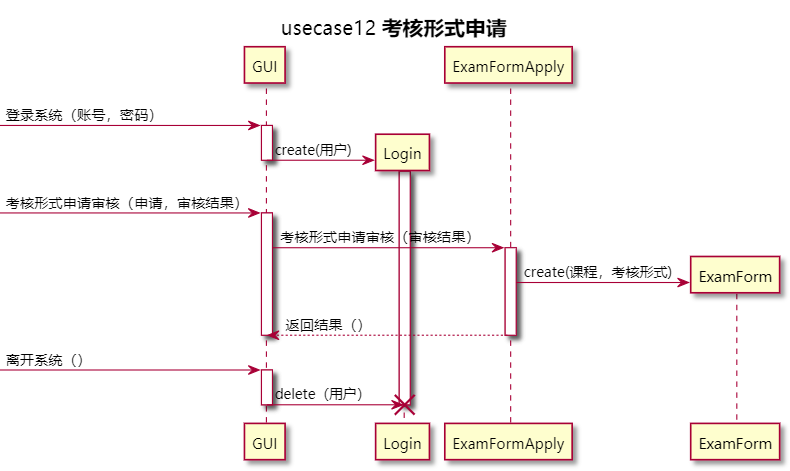 usecase12 考核形式申请
GUI
ExamFormApply
登录系统（账号，密码）
create(用户)
Login
考核形式申请审核（申请，审核结果）
考核形式申请审核（审核结果）
create(课程，考核形式)
ExamForm
返回结果（）
离开系统（）
delete（用户）
GUI
Login
ExamFormApply
ExamForm